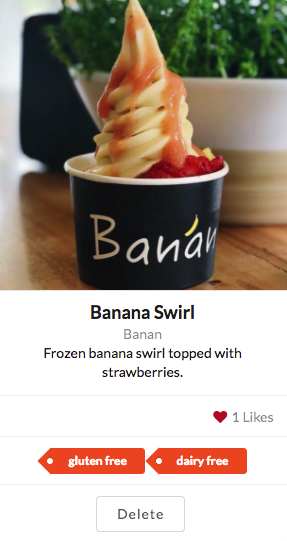 Banan
Banana Swirl
Banan
Frozen banana swirl topped with
strawberries.
1 Likes
gluten free dairy free
Delete